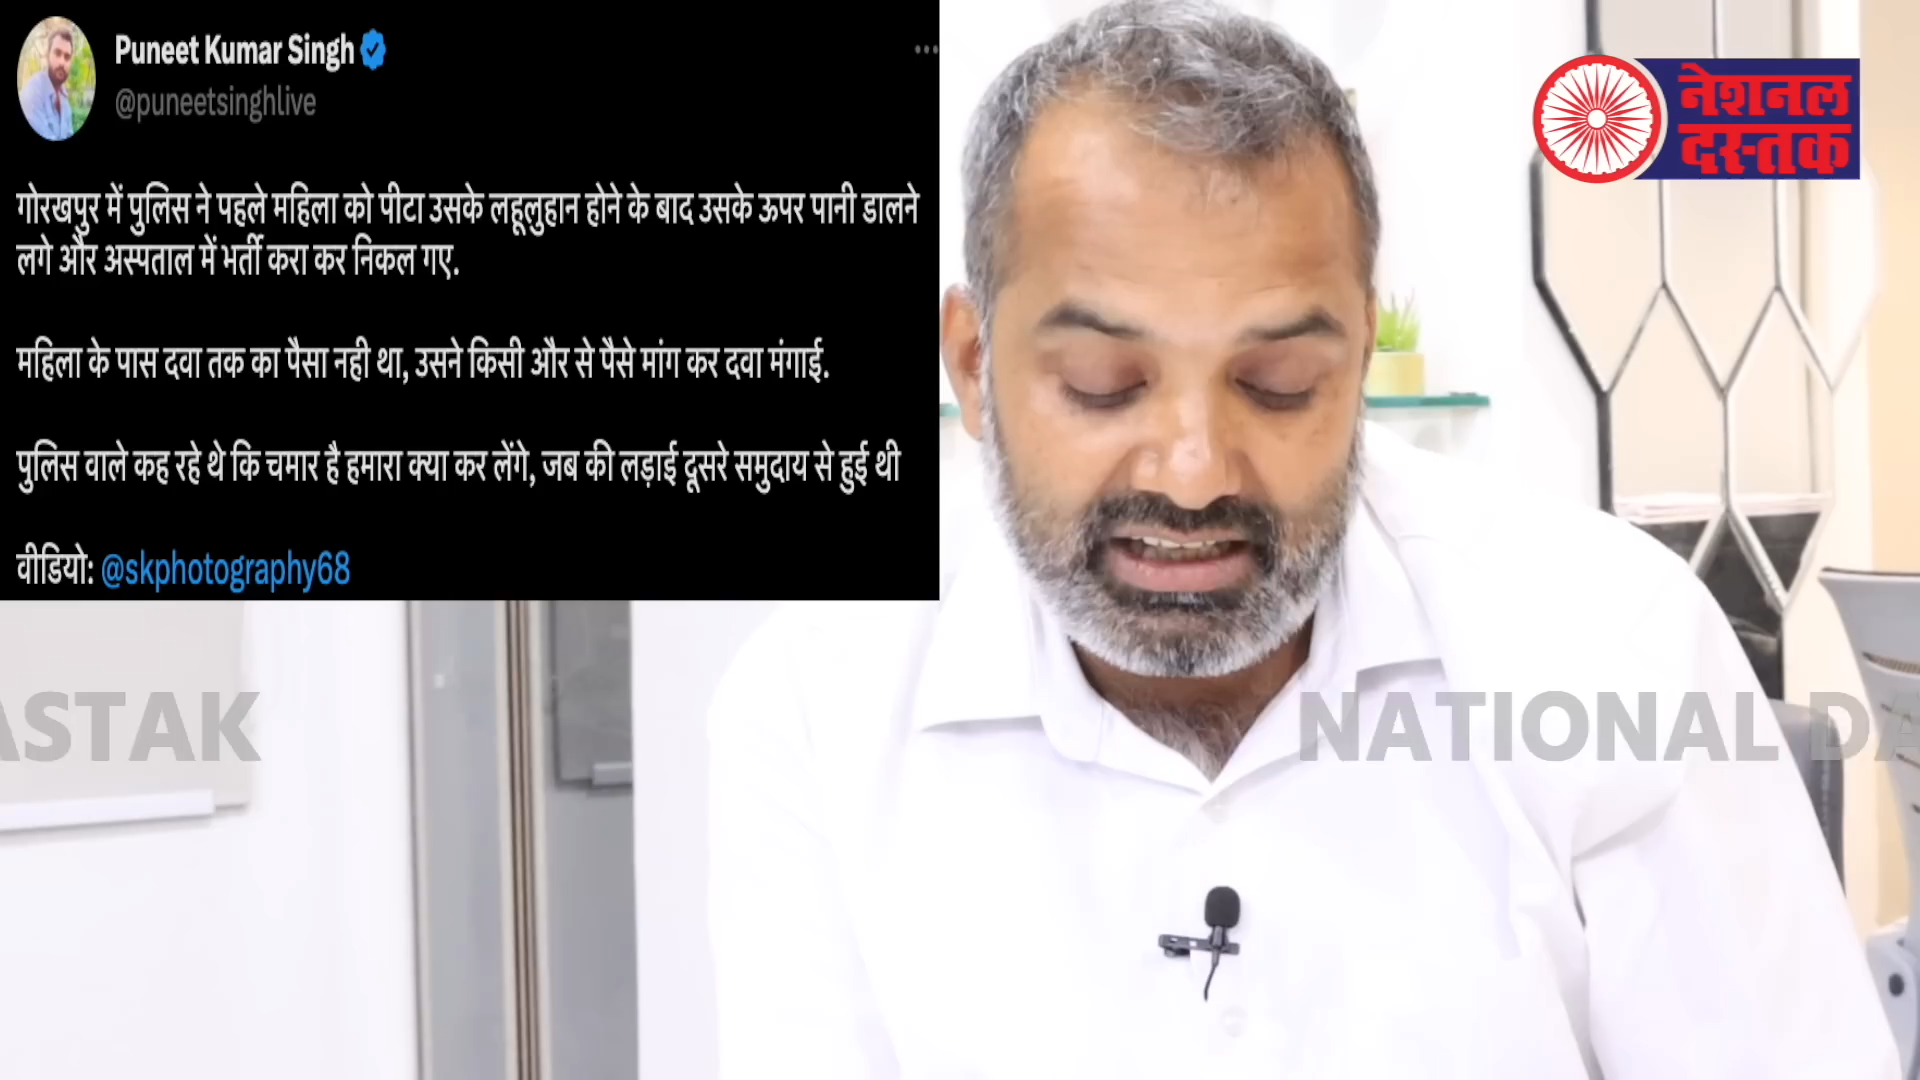 Puneet Kumar Singh
@puneetsinghlive
गोरखपुर में पुलिस ने पहले महिला को पीटा उसके लहूलुहान होने के बाद उसके ऊपर पानी डालने
लगे और अस्पताल में भर्ती करा कर निकल गए.
महिला के पास दवा तक का पैसा नही था, उसने किसी और से पैसे मांग कर दवा मंगाई.
पुलिस वाले कह रहे थे कि चमार है हमारा क्या कर लेंगे, जब की लड़ाई दूसरे समुदाय से हुई थी
वीडियो: @skphotography68
नेशनल
दस्तक
ASTAK
NATIONAL DA